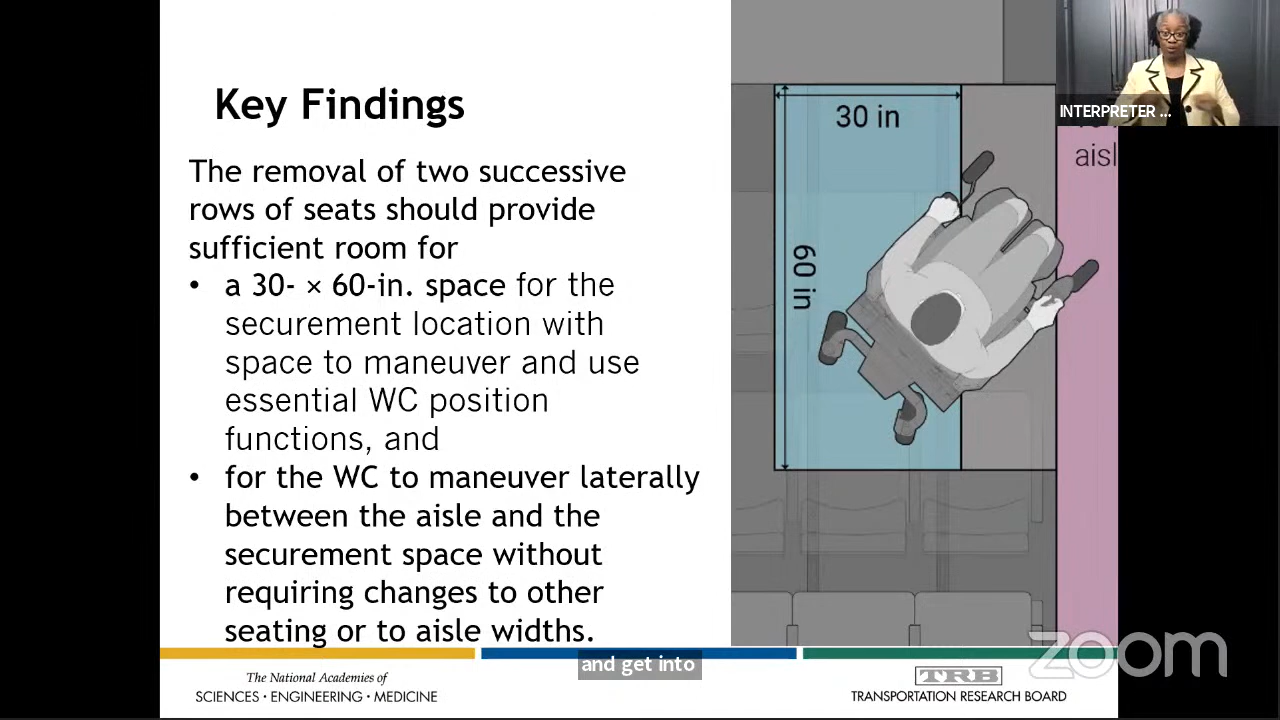 Key Findings
The removal of two successive
rows of seats should provide
sufficient room for
• a 30- × 60-in. space for the
securement location with
space to maneuver and use
essential WC position
functions, and
• for the WC to maneuver laterally
between the aisle and the
securement space without
requiring changes to other
seating or to aisle widths.
30 in
60 in
aisl
INTERPRETER ...
and get into
The National Academies of
SCIENCES · ENGINEERING · MEDICINE
TRB
TRANSPORTATION RESEARCH BOARD
zoom